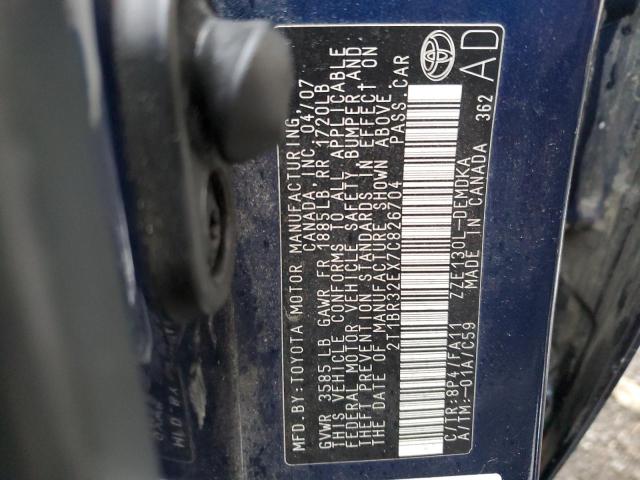 MFD. BY: TOYOTA MOTOR MANUFACTURING,
CANADA, INC. 04/07
GVWR 3585LB GAWR FR 1885LB RR 1720LB
THIS VEHICLE CONFORMS TO ALL APPLICABLE
FEDERAL MOTOR VEHICLE SAFETY, BUMPER AND
THEFT PREVENTION STANDARDS IN EFFECT ON
THE DATE OF MANUFACTURE SHOWN ABOVE.
2T1BR32EX7C826704 PASS. CAR
C/TR:8P4/FA11 ZZE130L-DEMDKA
A/TM:-01A/C59 MADE IN CANADA 362
AD